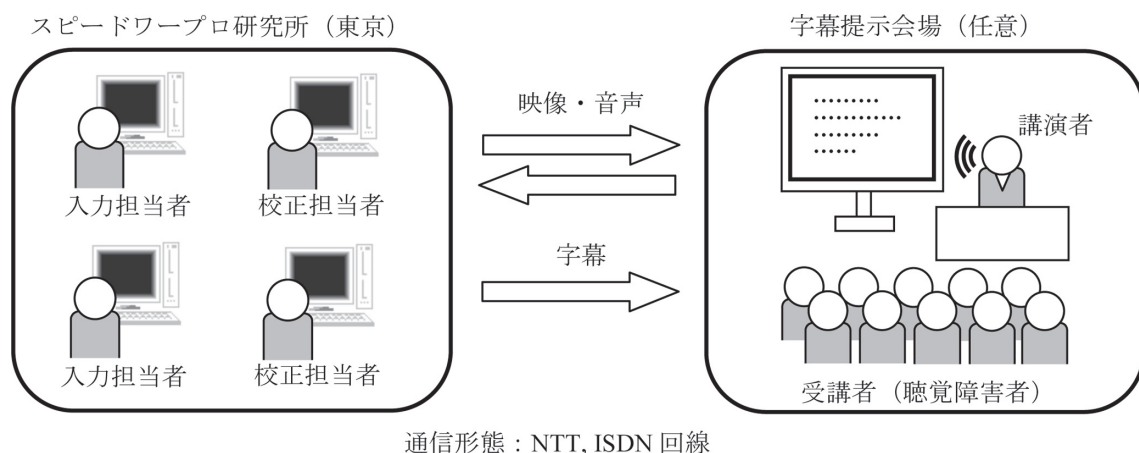 スピードワープロ研究所（東京）
字幕提示会場（任意）
入力担当者
校正担当者
入力担当者
校正担当者
映像・音声
字幕
講演者
受講者（聴覚障害者）
通信形態：NTT, ISDN 回線